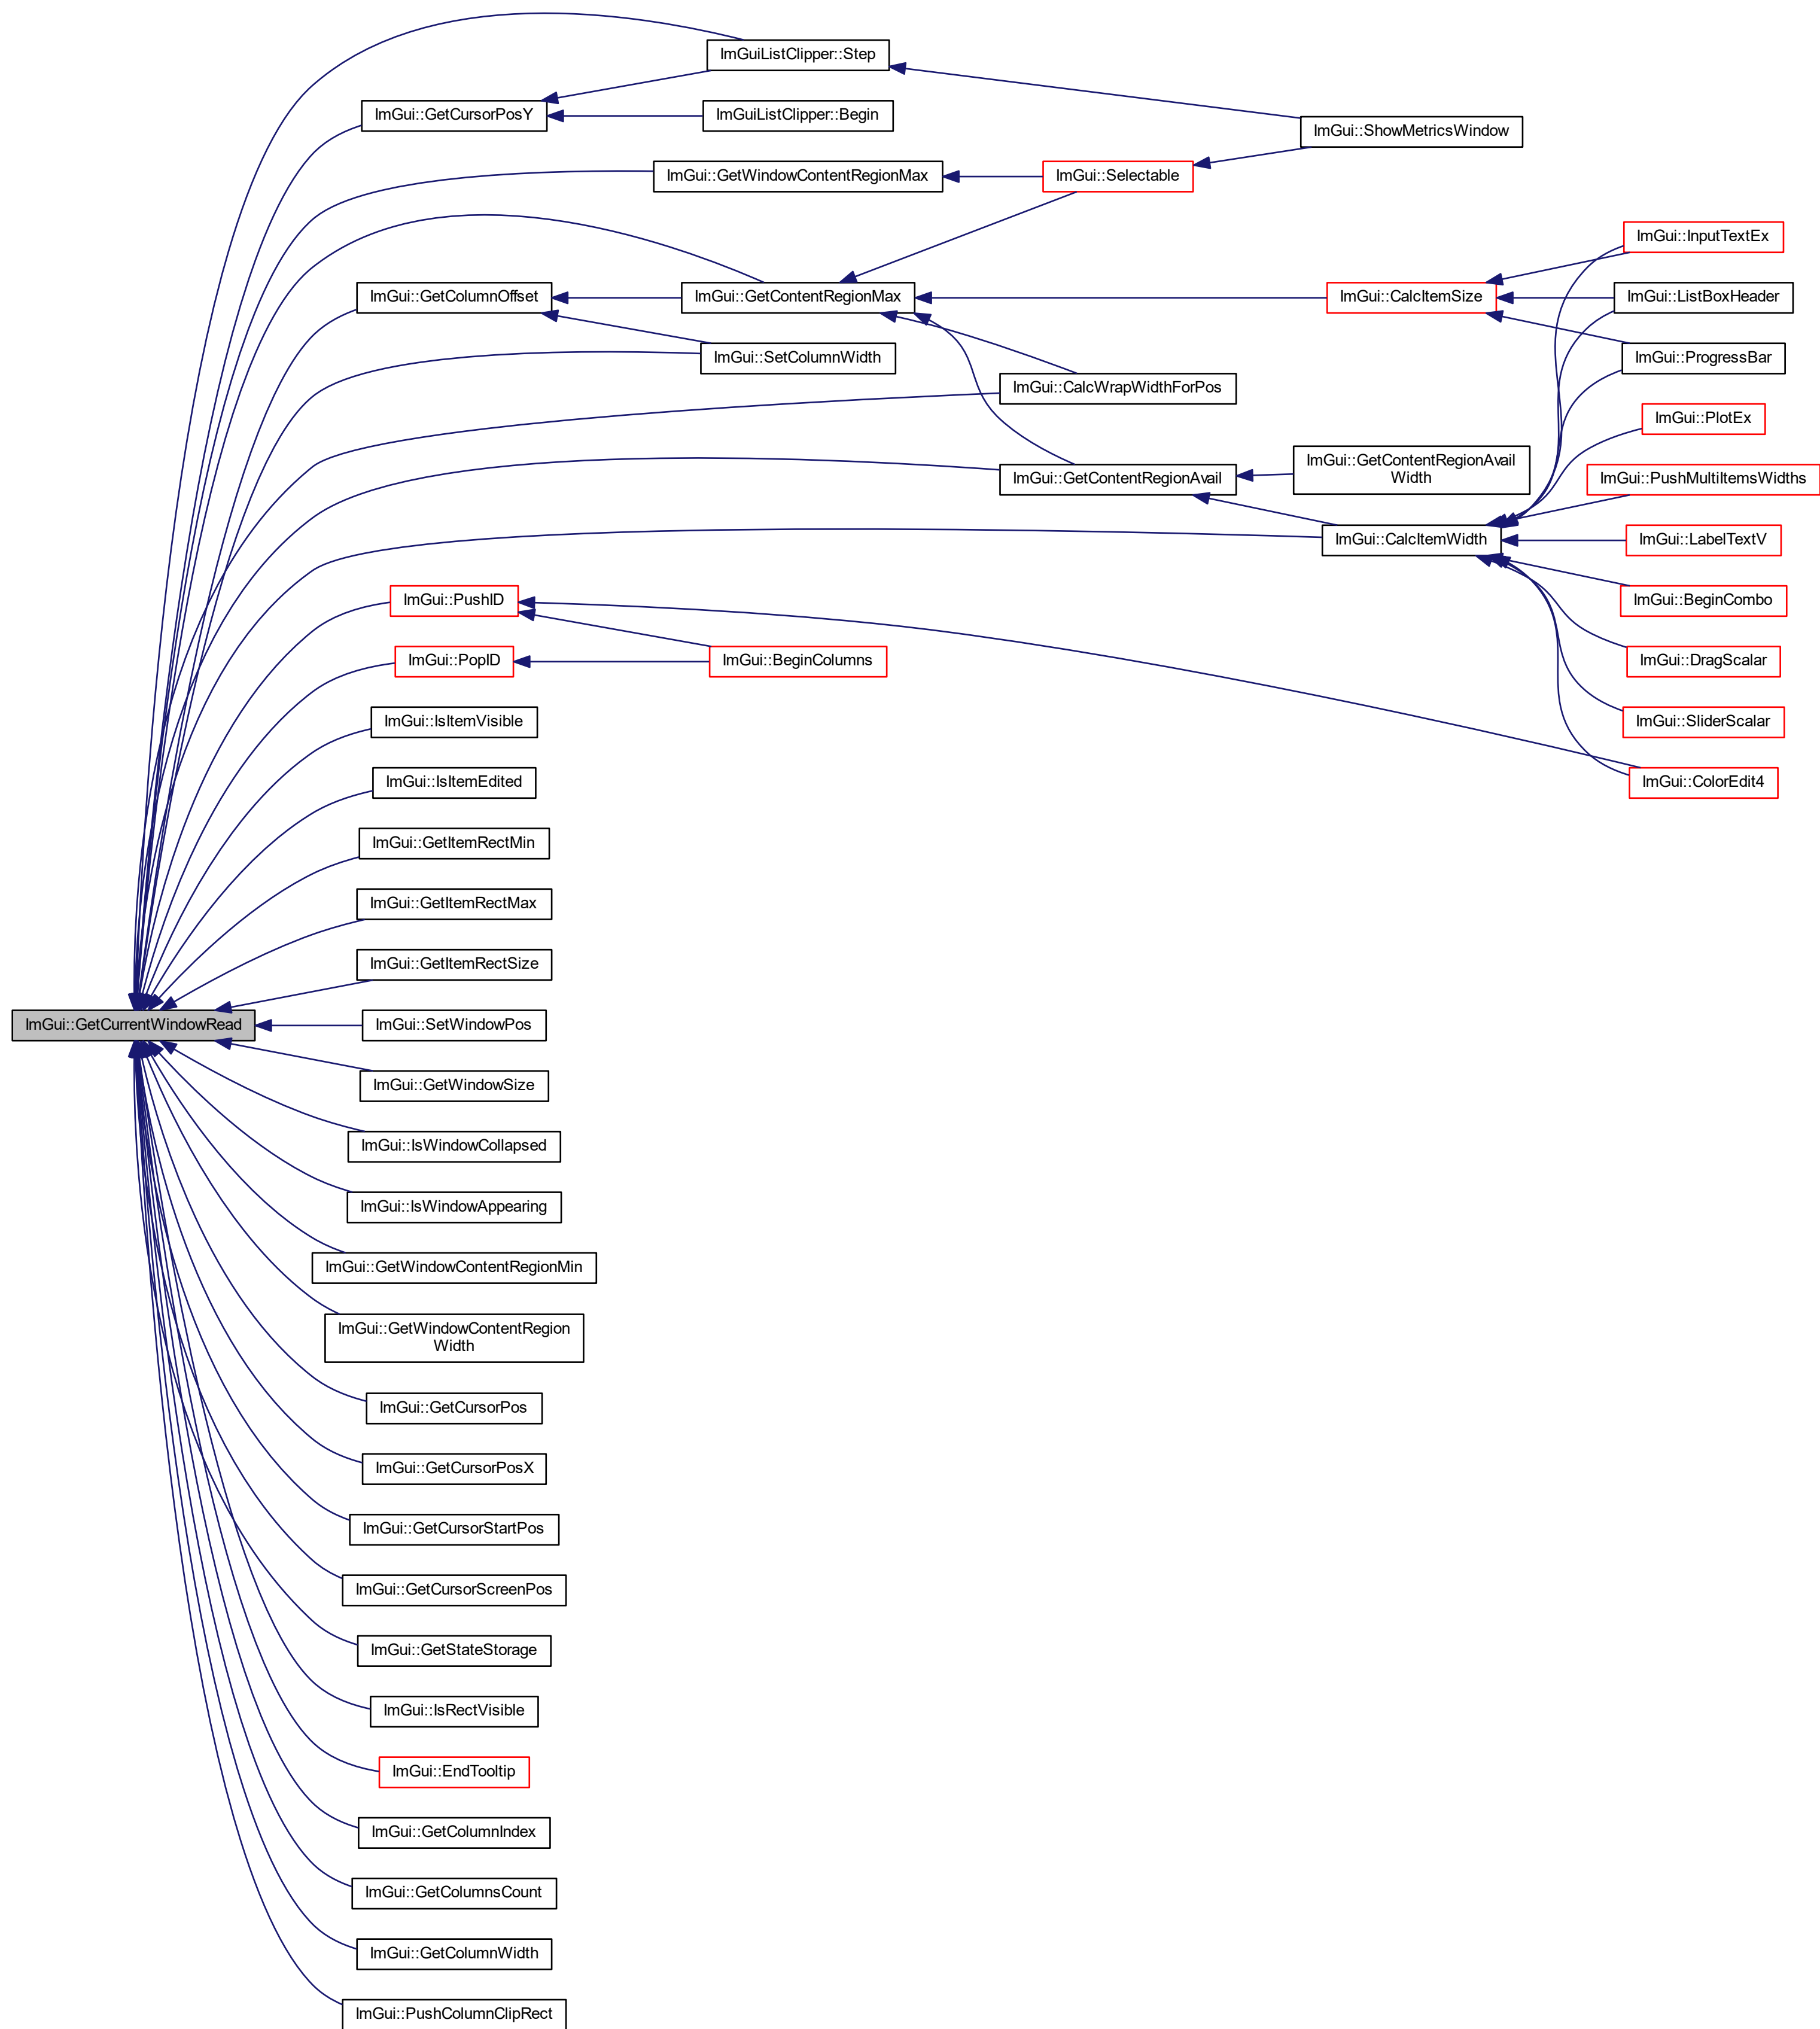 ImGuiListClipper::Step
ImGui::GetCursorPosY
ImGuiListClipper::Begin
ImGui::ShowMetricsWindow
ImGui::GetWindowContentRegionMax
ImGui::Selectable
ImGui::InputTextEx
ImGui::GetColumnOffset
ImGui::GetContentRegionMax
ImGui::CalcItemSize
ImGui::ListBoxHeader
ImGui::SetColumnWidth
ImGui::ProgressBar
ImGui::CalcWrapWidthForPos
ImGui::PlotEx
ImGui::GetContentRegionAvail
ImGui::GetContentRegionAvail
Width
ImGui::PushMultiItemsWidths
ImGui::CalcItemWidth
ImGui::LabelTextV
ImGui::PushID
ImGui::BeginCombo
ImGui::PopID
ImGui::BeginColumns
ImGui::DragScalar
ImGui::IsItemVisible
ImGui::SliderScalar
ImGui::IsItemEdited
ImGui::ColorEdit4
ImGui::GetItemRectMin
ImGui::GetItemRectMax
ImGui::GetItemRectSize
ImGui::GetCurrentWindowRead
ImGui::SetWindowPos
ImGui::GetWindowSize
ImGui::IsWindowCollapsed
ImGui::IsWindowAppearing
ImGui::GetWindowContentRegionMin
ImGui::GetWindowContentRegion
Width
ImGui::GetCursorPos
ImGui::GetCursorPosX
ImGui::GetCursorStartPos
ImGui::GetCursorScreenPos
ImGui::GetStateStorage
ImGui::IsRectVisible
ImGui::EndTooltip
ImGui::GetColumnIndex
ImGui::GetColumnsCount
ImGui::GetColumnWidth
ImGui::PushColumnClipRect